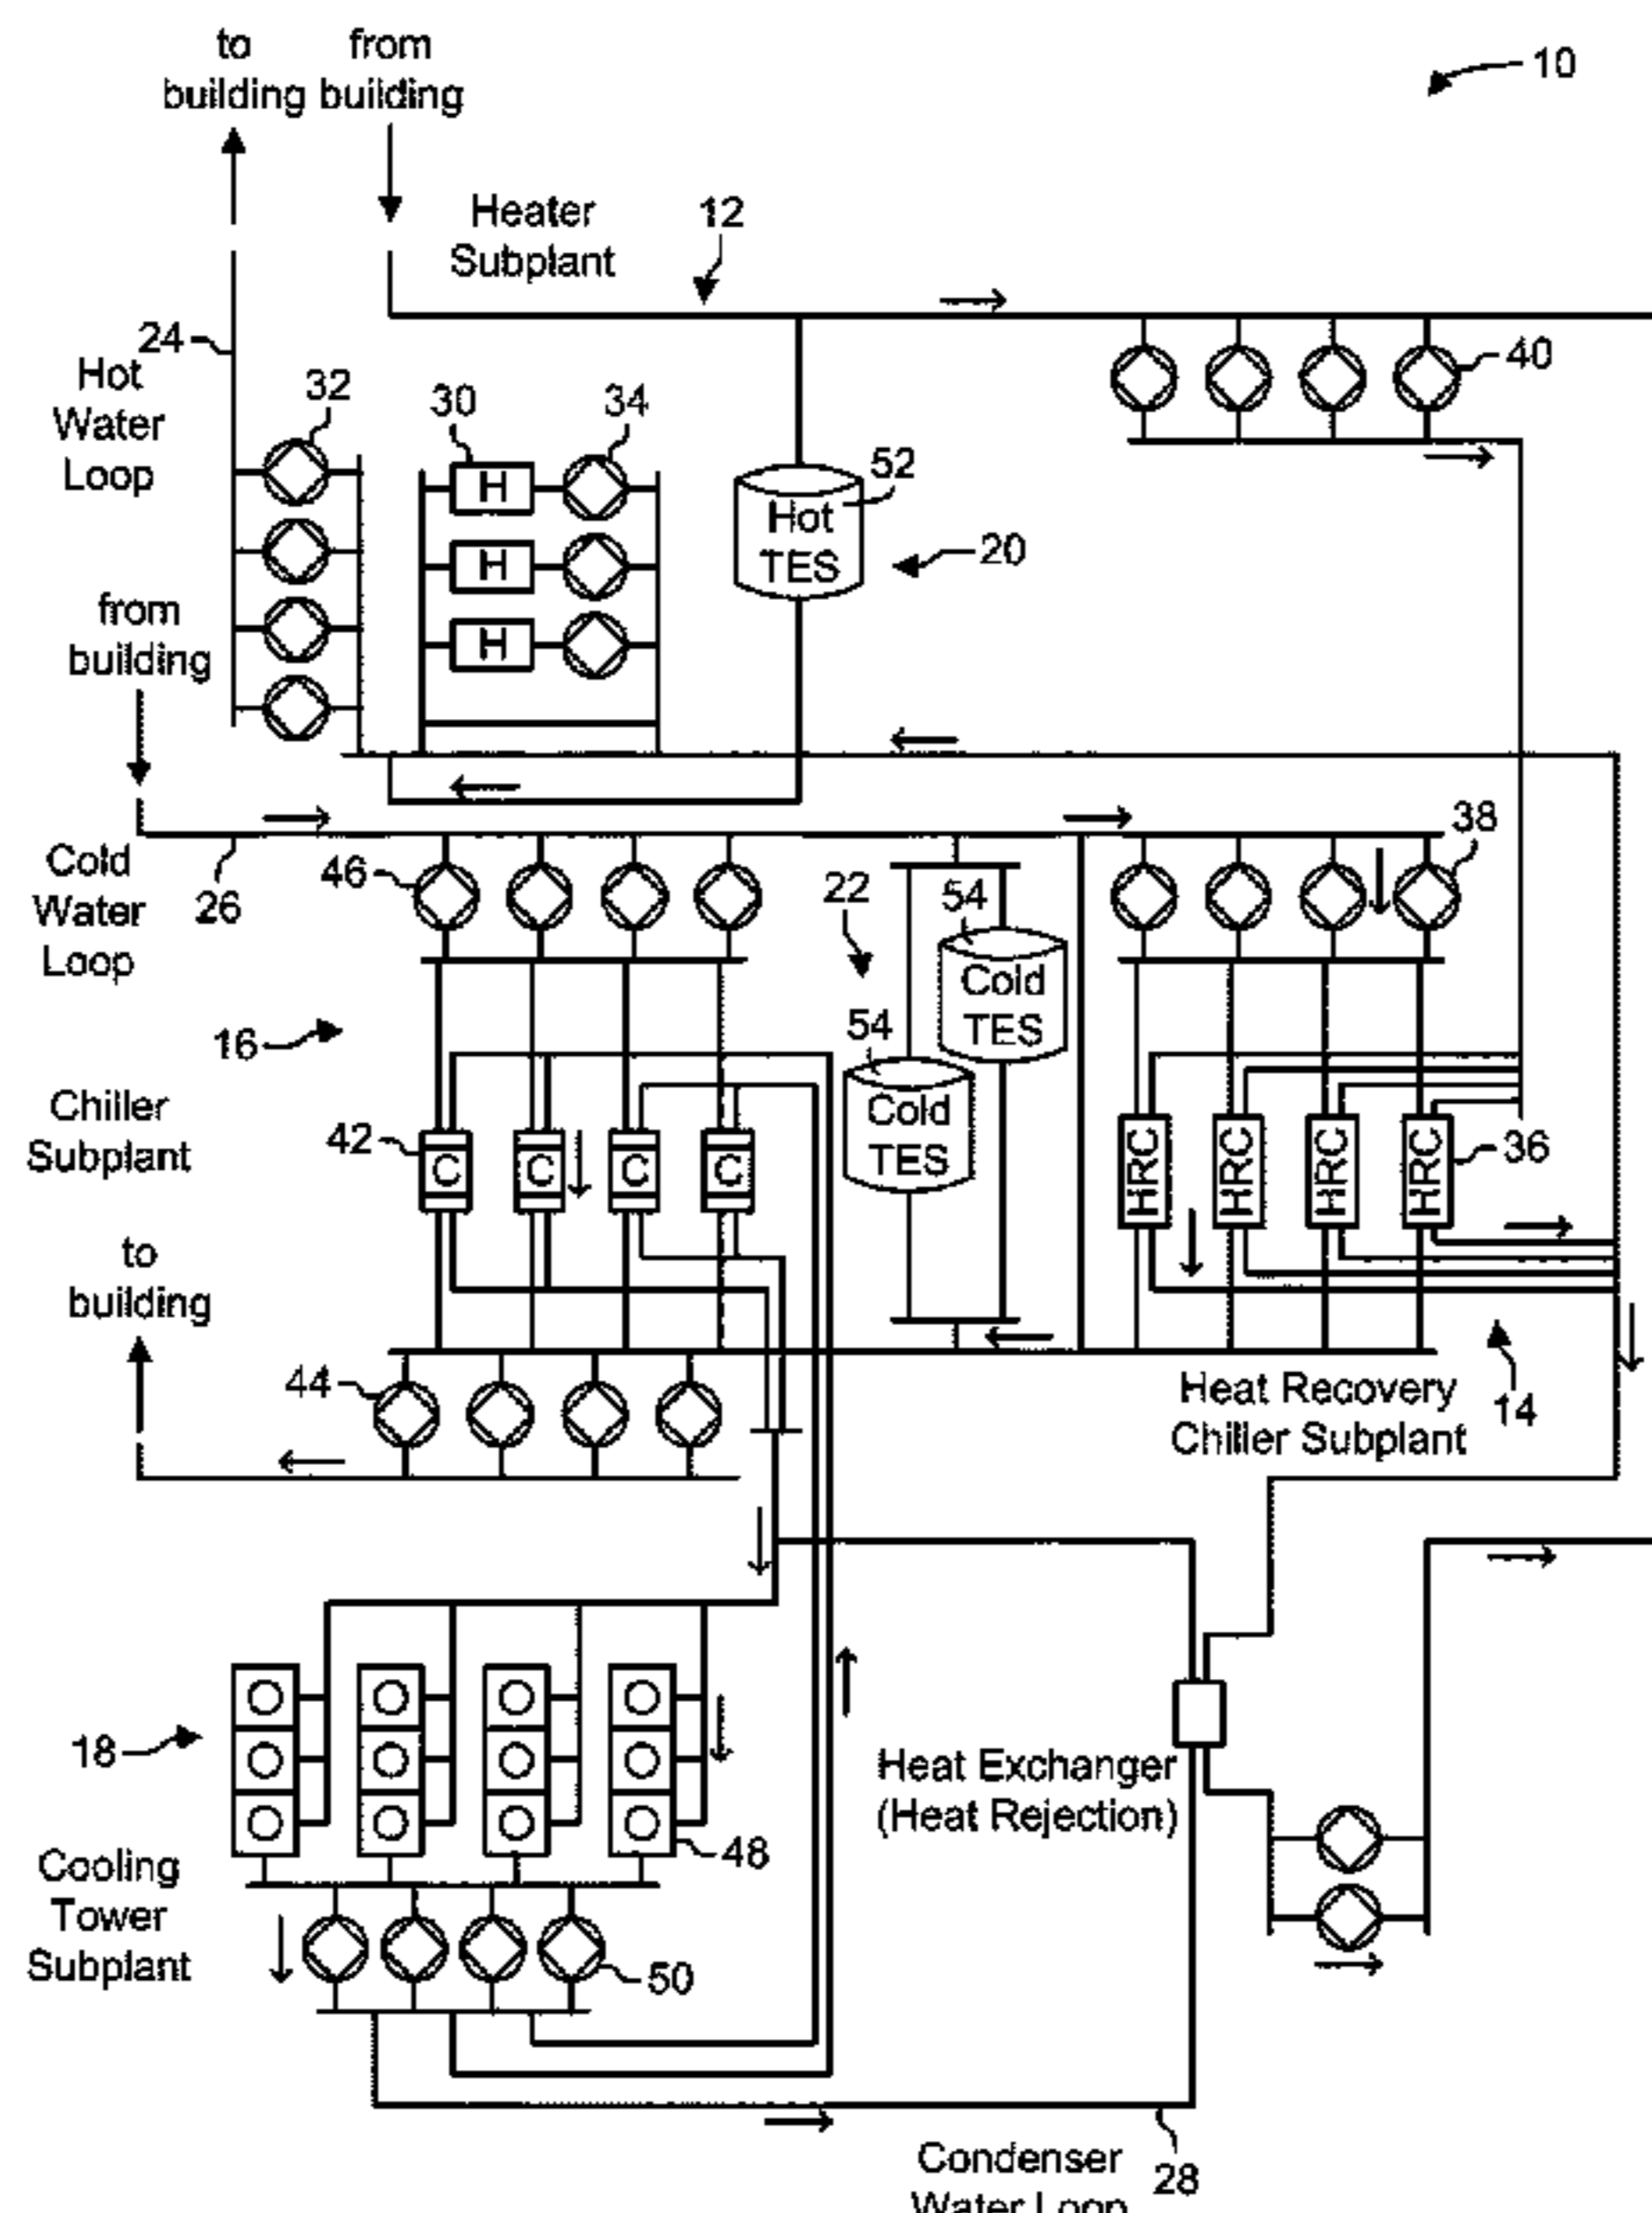 to from
building building
10
Heater 12
Subplant
24
Hot
Water
Loop
32
30
34
40
H
H
H
52
Hot
TES
20
from
building
38
Cold
Water
Loop
26
46
22
54
Cold
TES
54
Cold
TES
16
Chiller
Subplant
42
C
C
C
C
HRC
HRC
HRC
HRC
36
to
building
44
Heat Recovery
Chiller Subplant
14
18
48
Heat Exchanger
(Heat Rejection)
Cooling
Tower
Subplant
50
Condenser 28
Water Loop